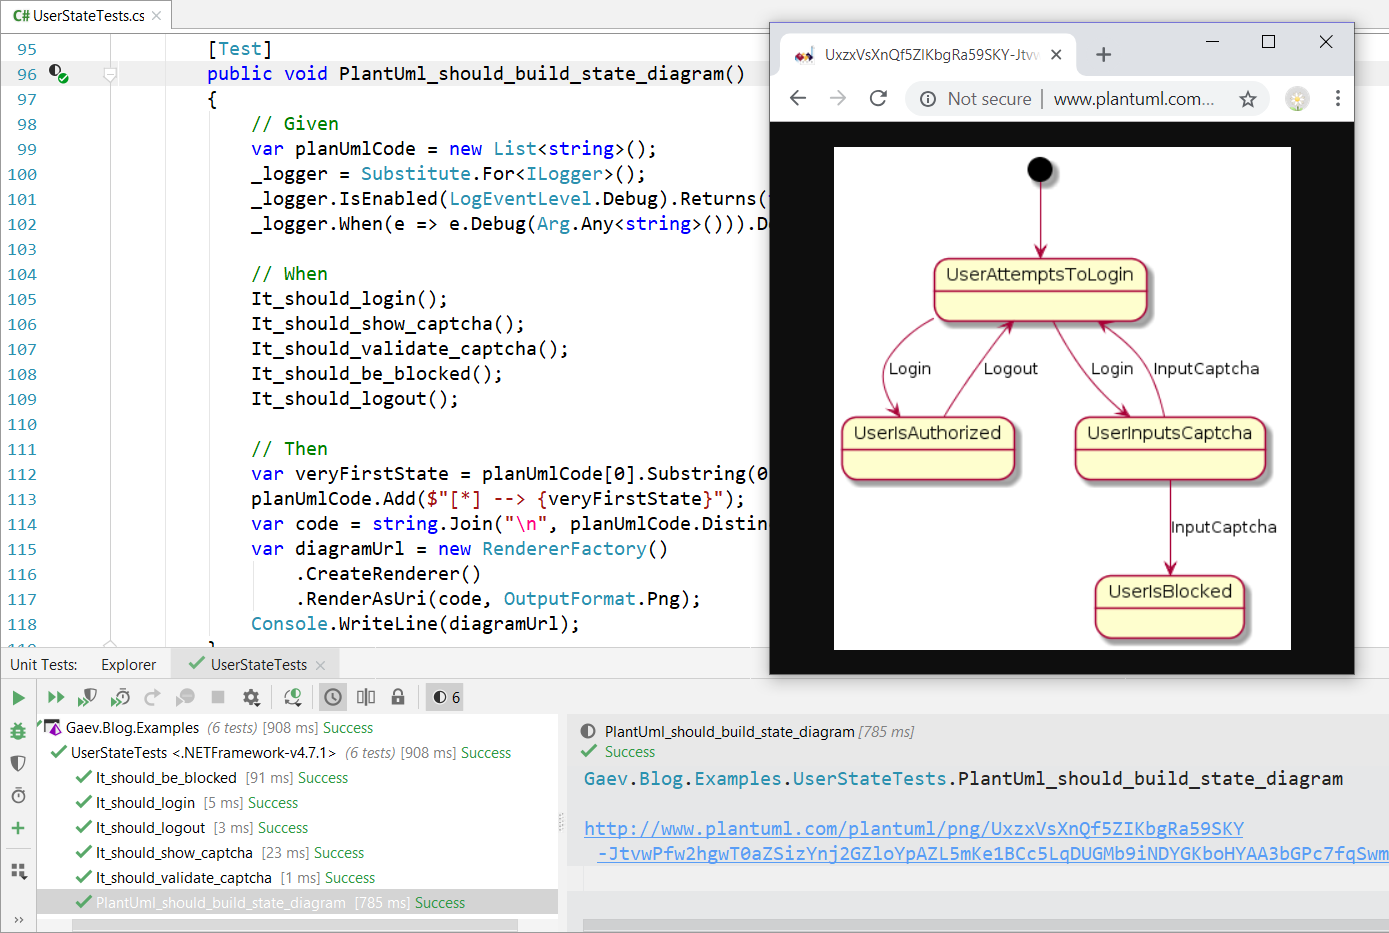 C# UserStateTests.cs
95 [Test]
96 public void PlantUml_should_build_state_diagram()
97 {
98 // Given
99 var planUmlCode = new List<string>();
100 _logger = Substitute.For<ILogger>();
101 _logger.IsEnabled(LogEventLevel.Debug).Returns(
102 _logger.When(e => e.Debug(Arg.Any<string>())).D
103
104 // When
105 It_should_login();
106 It_should_show_captcha();
107 It_should_validate_captcha();
108 It_should_be_blocked();
109 It_should_logout();
110
111 // Then
112 var veryFirstState = planUmlCode[0].Substring(0
113 planUmlCode.Add($"[*] --> {veryFirstState}");
114 var code = string.Join("\n", planUmlCode.Distin
115 var diagramUrl = new RendererFactory()
116 .CreateRenderer()
117 .RenderAsUri(code, OutputFormat.Png);
118 Console.WriteLine(diagramUrl);
UxzxVsXnQf5ZIKbgRa59SKY-Jtvw
Not secure | www.plantuml.com...
UserAttemptsToLogin
Login Logout Login InputCaptcha
UserIsAuthorized UserInputsCaptcha
InputCaptcha
UserIsBlocked
Unit Tests: Explorer UserStateTests
6
Gaev.Blog.Examples (6 tests) [908 ms] Success
UserStateTests <.NETFramework-v4.7.1> (6 tests) [908 ms] Success
It_should_be_blocked [91 ms] Success
It_should_login [5 ms] Success
It_should_logout [3 ms] Success
It_should_show_captcha [23 ms] Success
It_should_validate_captcha [1 ms] Success
PlantUml_should_build_state_diagram [785 ms] Success
PlantUml_should_build_state_diagram [785 ms]
Success
Gaev.Blog.Examples.UserStateTests.PlantUml_should_build_state_diagram
http://www.plantuml.com/plantuml/png/UxzxVsXnQf5ZIKbgRa59SKY
-JtvwPfw2hgwT0aZSizYnj2GZloYpAZL5mKe1BCc5LqDUGMb9iNDYGKboHYAA3bGPc7fqSwm